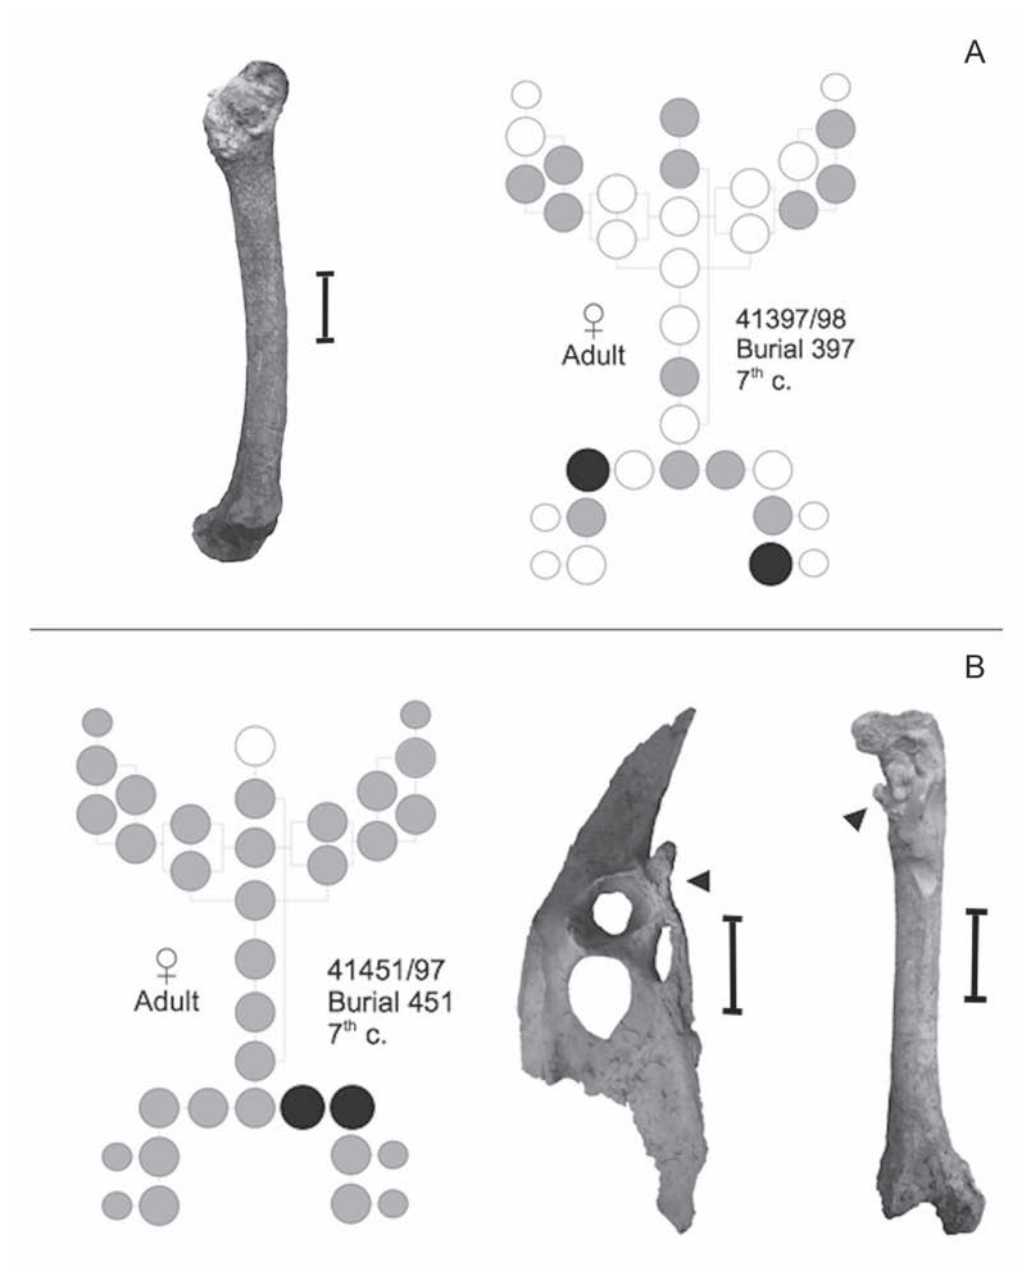 A
♀
Adult
41397/98
Burial 397
7th c.
B
♀
Adult
41451/97
Burial 451
7th c.